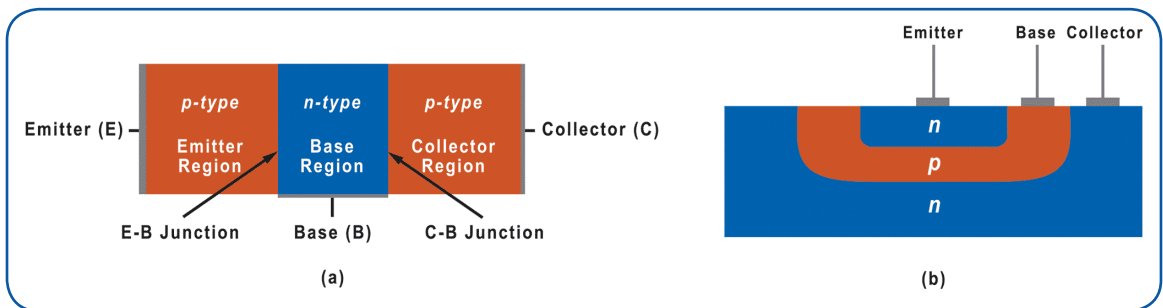 Emitter (E)
p-type
Emitter
Region
n-type
Base
Region
p-type
Collector
Region
Collector (C)
E-B Junction
Base (B)
C-B Junction
(a)
Emitter
Base
Collector
n
p
n
(b)